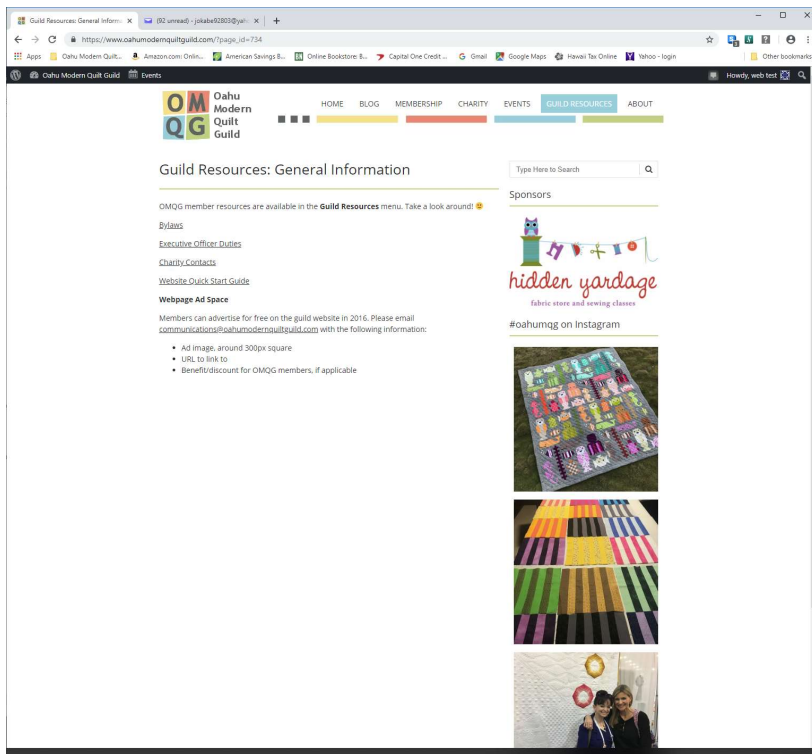 Guild Resources: General Informa
(92 unread) - jokabe92803@yaho
https://www.oahumodernquiltguild.com/?page_id=734
Apps
Oahu Modern Quilt...
Amazon.com: Onlin...
American Savings B...
Online Bookstore: B...
Capital One Credit ...
Gmail
Google Maps
Hawaii Tax Online
Yahoo - login
Other bookmarks
Oahu Modern Quilt Guild
Events
Howdy, web test
OM
QG
Oahu
Modern
Quilt
Guild
HOME BLOG MEMBERSHIP CHARITY EVENTS GUILD RESOURCES ABOUT
Guild Resources: General Information
OMQG member resources are available in the Guild Resources menu. Take a look around! 🙂
Bylaws
Executive Officer Duties
Charity Contacts
Website Quick Start Guide
Webpage Ad Space
Members can advertise for free on the guild website in 2016. Please email
communications@oahumodernquiltguild.com with the following information:
• Ad image, around 300px square
• URL to link to
• Benefit/discount for OMQG members, if applicable
Type Here to Search
Sponsors
hidden yardage
fabric store and sewing classes
#oahumqg on Instagram